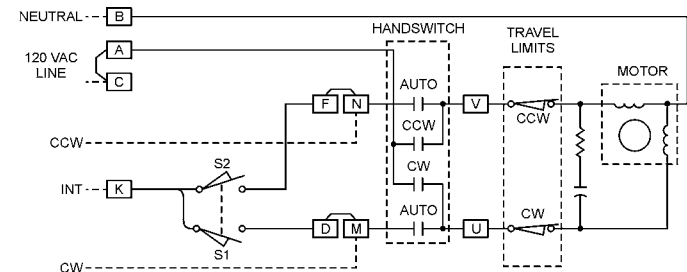 NEUTRAL B
HANDSWITCH
TRAVEL
LIMITS
A
120 VAC
LINE
C
MOTOR
AUTO
F N V
CCW
CCW
CCW
S2
CW
INT K
AUTO
D M U
CW
S1
CW